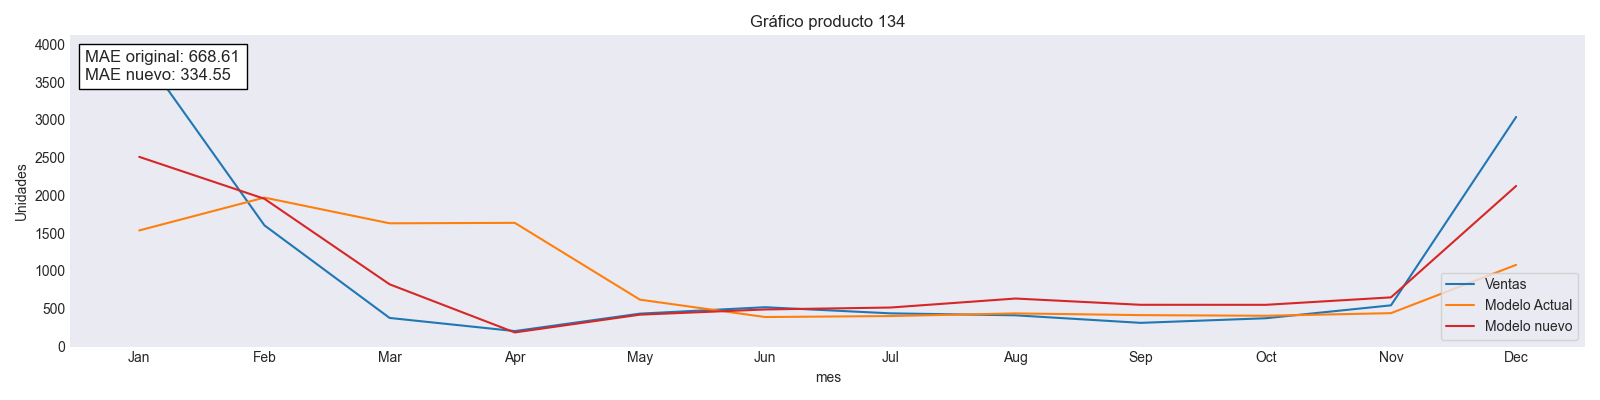 Gráfico producto 134
MAE original: 668.61
MAE nuevo: 334.55
4000
3500
3000
2500
2000
1500
1000
500
0
Unidades
Jan Feb Mar Apr May Jun Jul Aug Sep Oct Nov Dec
mes
Ventas
Modelo Actual
Modelo nuevo